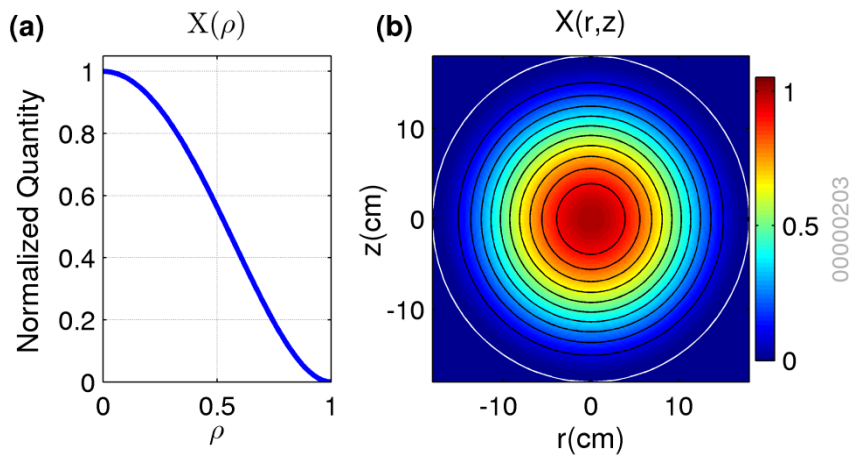 (a)
X(ρ)
Normalized Quantity
1
0.8
0.6
0.4
0.2
0
0
0.5
1
ρ
(b)
X(r,z)
z(cm)
10
0
-10
-10
0
10
r(cm)
1
0.5
0
00000203